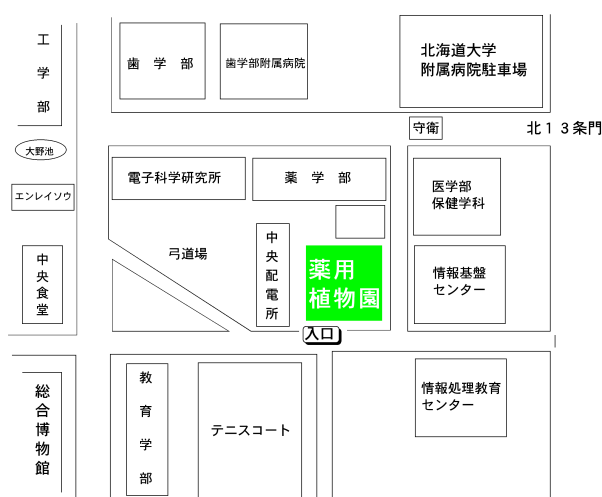 工学部
歯学部
歯学部附属病院
北海道大学
附属病院駐車場
守衛
北１３条門
大野池
エンレイソウ
中央食堂
電子科学研究所
薬学部
弓道場
中央配電所
薬用
植物園
入口
医学部
保健学科
情報基盤
センター
総合博物館
教育学部
テニスコート
情報処理教育
センター